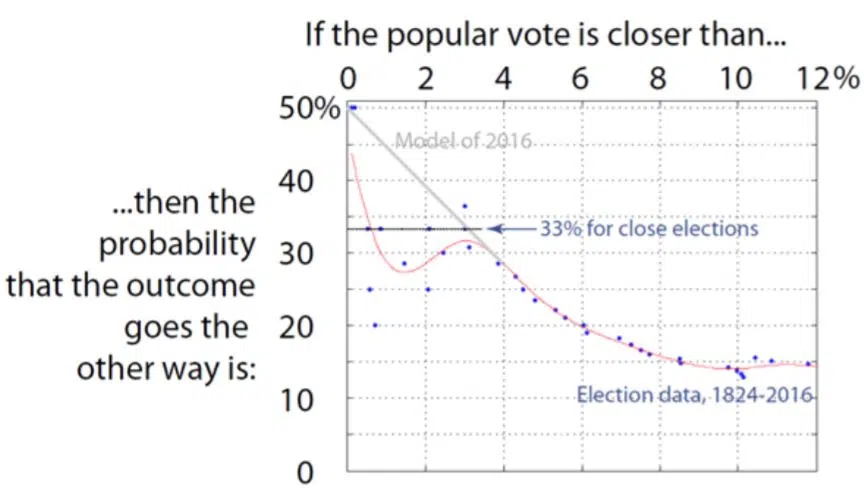 If the popular vote is closer than...
0 2 4 6 8 10 12%
50%
Model of 2016
40
...then the
probability
that the outcome
goes the
other way is:
33% for close elections
30
20
10
Election data, 1824-2016
0